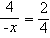 4/-x = 2/4